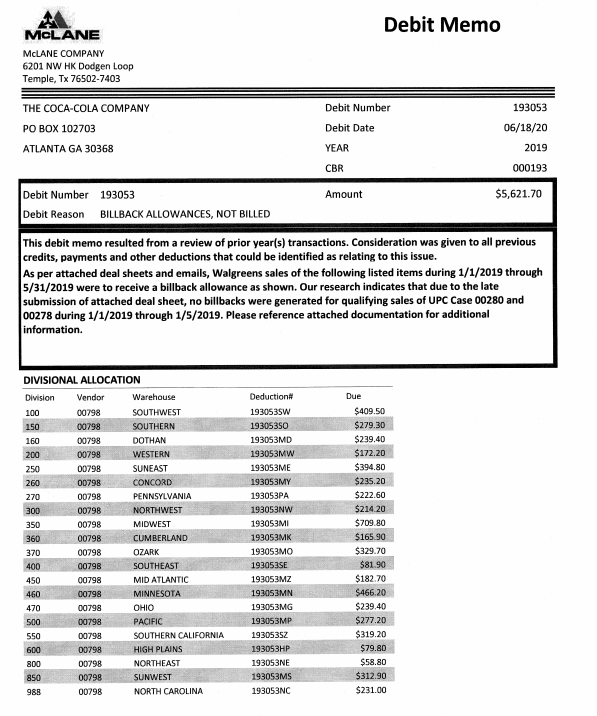 McLANE
Debit Memo
McLANE COMPANY
6201 NW HK Dodgen Loop
Temple, Tx 76502-7403
THE COCA-COLA COMPANY Debit Number 193053
PO BOX 102703 Debit Date 06/18/20
ATLANTA GA 30368 YEAR 2019
CBR 000193
Debit Number 193053 Amount $5,621.70
Debit Reason BILLBACK ALLOWANCES, NOT BILLED
This debit memo resulted from a review of prior year(s) transactions. Consideration was given to all previous
credits, payments and other deductions that could be identified as relating to this issue.
As per attached deal sheets and emails, Walgreens sales of the following listed items during 1/1/2019 through
5/31/2019 were to receive a billback allowance as shown. Our research indicates that due to the late
submission of attached deal sheet, no billbacks were generated for qualifying sales of UPC Case 00280 and
00278 during 1/1/2019 through 1/5/2019. Please reference attached documentation for additional
information.
DIVISIONAL ALLOCATION
Division Vendor Warehouse Deduction# Due
100 00798 SOUTHWEST 193053SW $409.50
150 00798 SOUTHERN 193053SO $279.30
160 00798 DOTHAN 193053MD $239.40
200 00798 WESTERN 193053MW $172.20
250 00798 SUNEAST 193053ME $394.80
260 00798 CONCORD 193053MY $235.20
270 00798 PENNSYLVANIA 193053PA $222.60
300 00798 NORTHWEST 193053NW $214.20
350 00798 MIDWEST 193053MI $709.80
360 00798 CUMBERLAND 193053MK $165.90
370 00798 OZARK 193053MO $329.70
400 00798 SOUTHEAST 193053SE $81.90
450 00798 MID ATLANTIC 193053MZ $182.70
460 00798 MINNESOTA 193053MN $466.20
470 00798 OHIO 193053MG $239.40
500 00798 PACIFIC 193053MP $277.20
550 00798 SOUTHERN CALIFORNIA 193053SZ $319.20
600 00798 HIGH PLAINS 193053HP $79.80
800 00798 NORTHEAST 193053NE $58.80
850 00798 SUNWEST 193053MS $312.90
988 00798 NORTH CAROLINA 193053NC $231.00